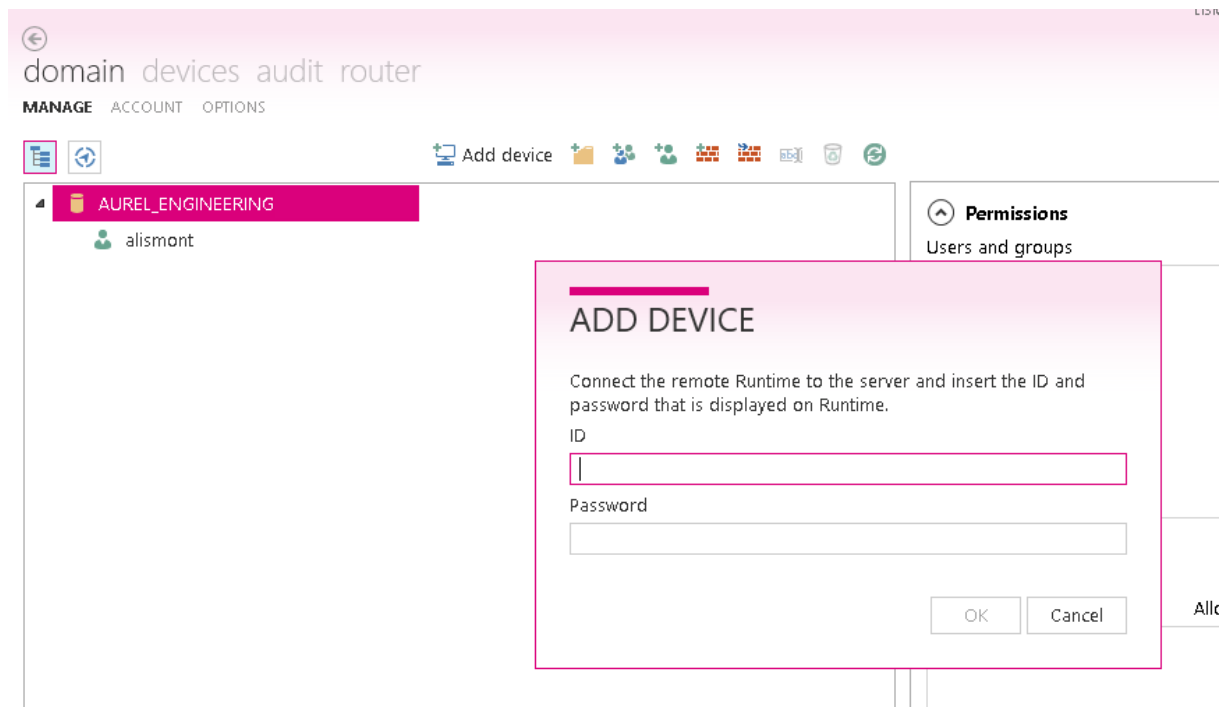 domain devices audit router
MANAGE ACCOUNT OPTIONS
Add device
AUREL_ENGINEERING
alismont
Permissions
Users and groups
ADD DEVICE
Connect the remote Runtime to the server and insert the ID and
password that is displayed on Runtime.
ID
Password
OK Cancel